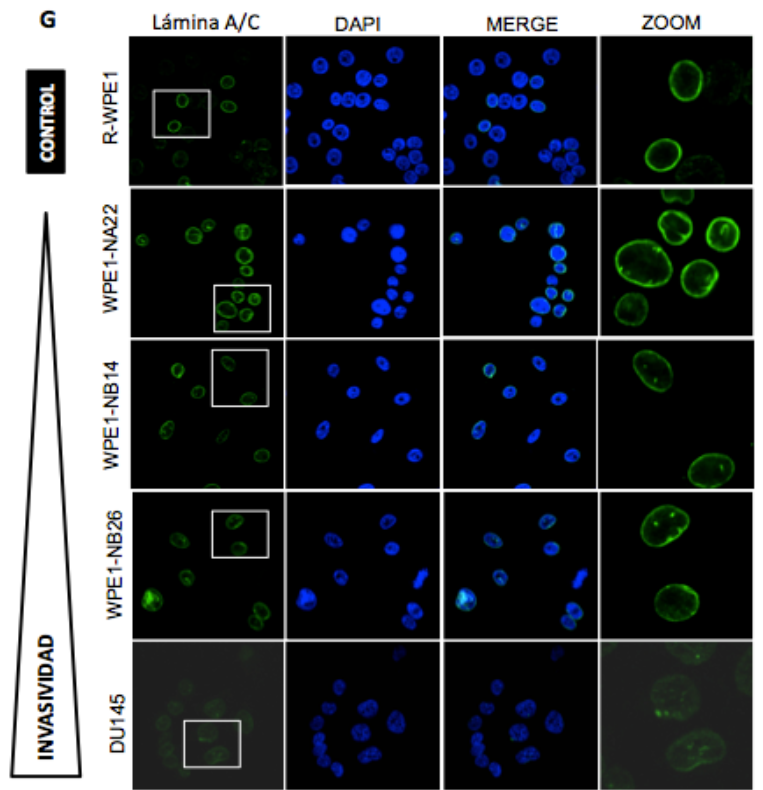 G
Lámina A/C
DAPI
MERGE
ZOOM
CONTROL
R-WPE1
WPE1-NA22
WPE1-NB14
WPE1-NB26
DU145
INVASIVIDAD